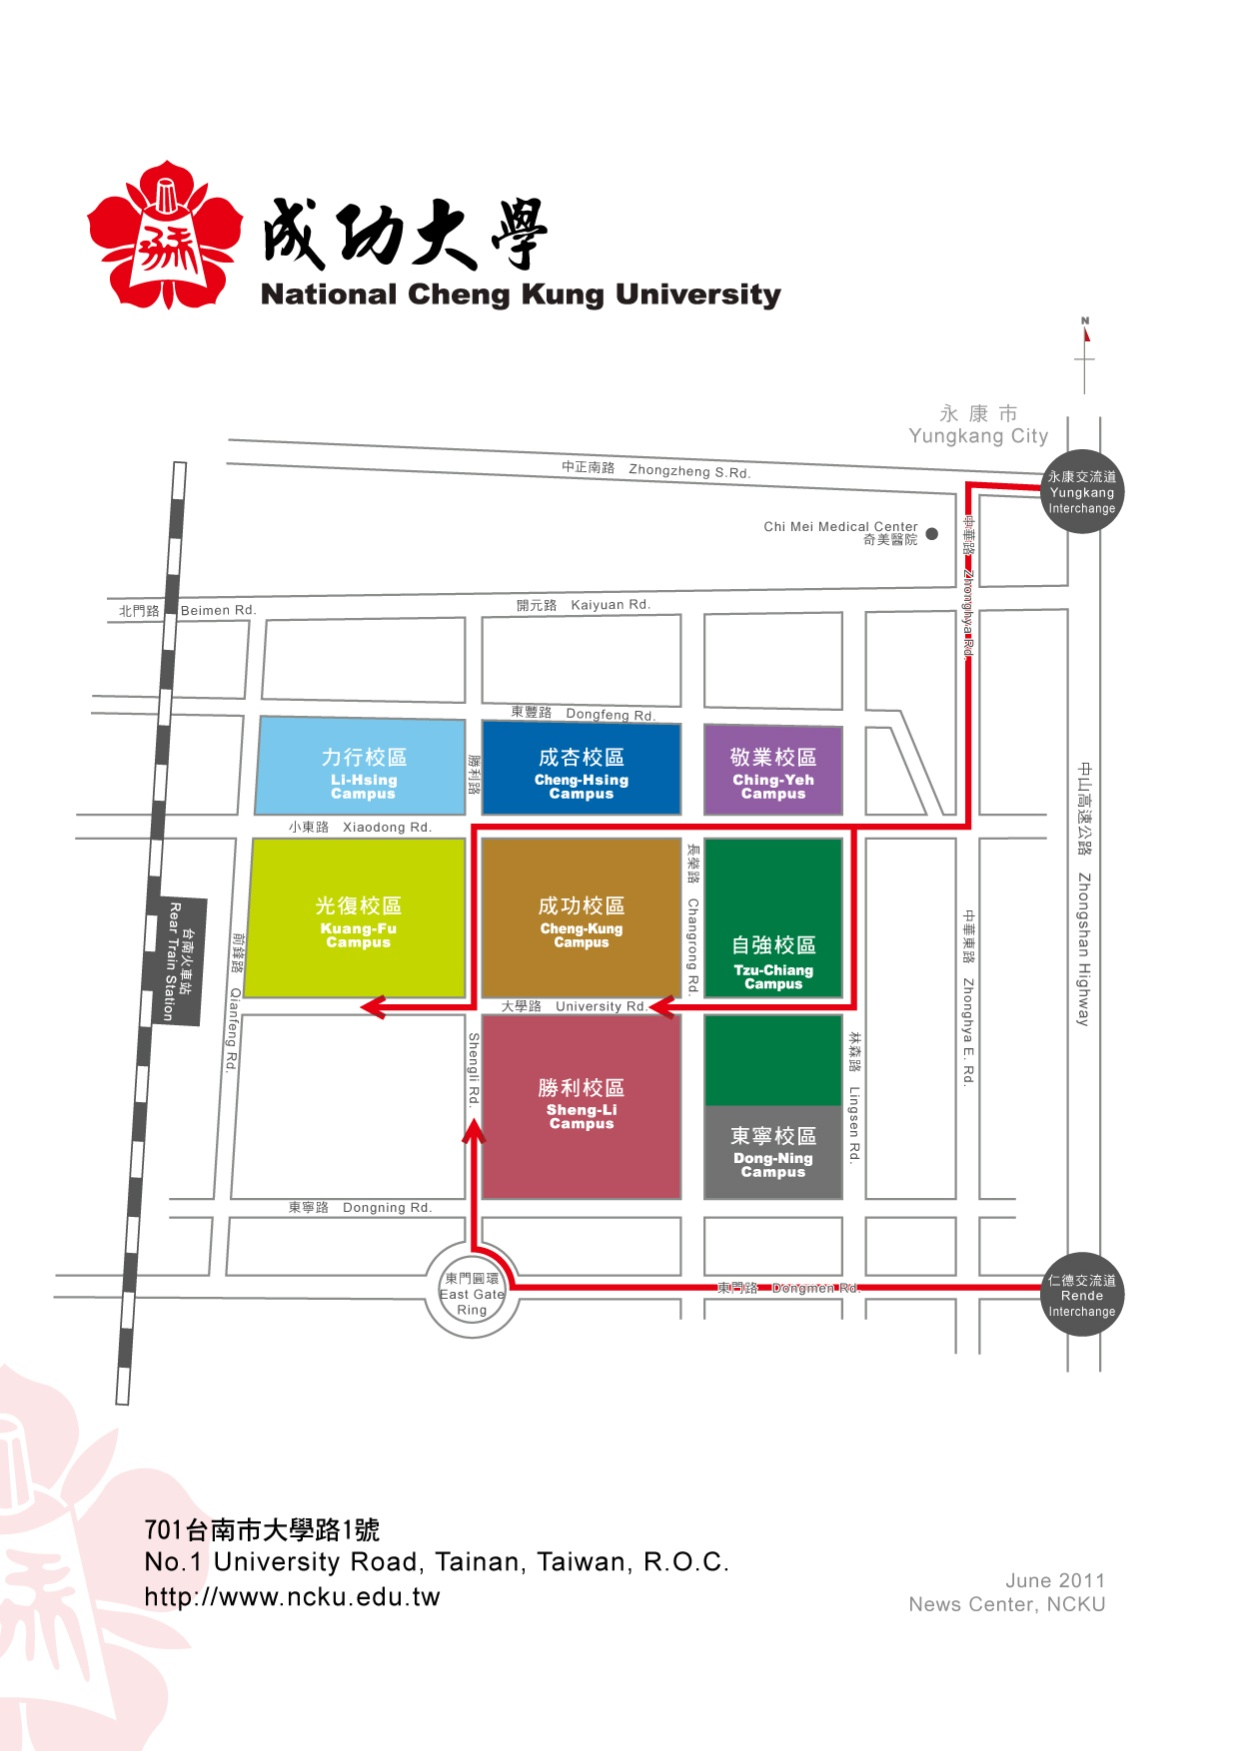 成功大學
National Cheng Kung University
N
永康市
Yungkang City
永康交流道
Yungkang
Interchange
中正南路 Zhongzheng S.Rd.
Chi Mei Medical Center
奇美醫院
中華路 Zhonghya Rd.
北門路 Beimen Rd.
開元路 Kaiyuan Rd.
東豐路 Dongfeng Rd.
力行校區
Li-Hsing
Campus
勝利路
成杏校區
Cheng-Hsing
Campus
敬業校區
Ching-Yeh
Campus
中山高速公路 Zhongshan Highway
小東路 Xiaodong Rd.
光復校區
Kuang-Fu
Campus
成功校區
Cheng-Kung
Campus
長榮路 Changrong Rd.
自強校區
Tzu-Chiang
Campus
台南火車站
Rear Train Station
前鋒路 Qianfeng Rd.
中華東路 Zhonghya E. Rd.
大學路 University Rd.
Shengli Rd.
勝利校區
Sheng-Li
Campus
林森路 Lingsen Rd.
東寧校區
Dong-Ning
Campus
東寧路 Dongning Rd.
東門圓環
East Gate
Ring
東門路 Dongmen Rd.
仁德交流道
Rende
Interchange
701台南市大學路1號
No.1 University Road, Tainan, Taiwan, R.O.C.
http://www.ncku.edu.tw
June 2011
News Center, NCKU